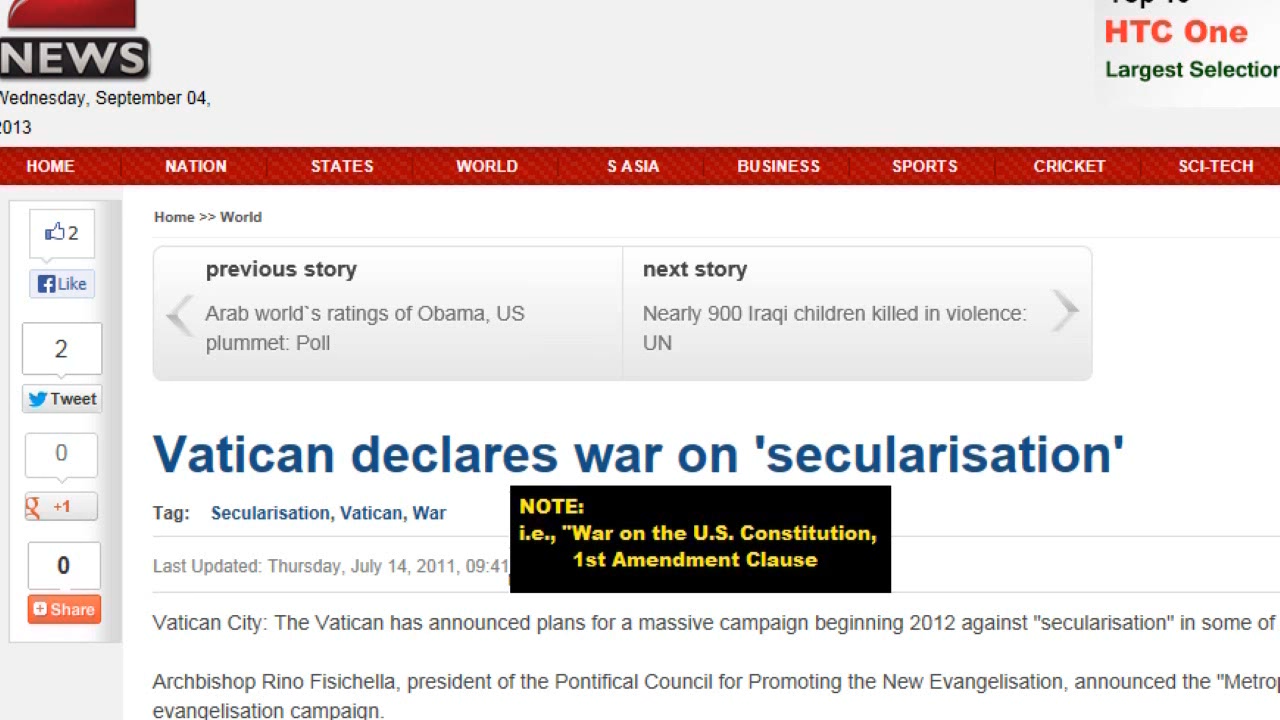 HTC One
Largest Selection
NEWS
Wednesday, September 04,
2013
HOME NATION STATES WORLD S ASIA BUSINESS SPORTS CRICKET SCI-TECH
Home >> World
2
Like
2
Tweet
0
+1
0
Share
previous story
Arab world`s ratings of Obama, US
plummet: Poll
next story
Nearly 900 Iraqi children killed in violence:
UN
Vatican declares war on 'secularisation'
Tag: Secularisation, Vatican, War
NOTE:
i.e., "War on the U.S. Constitution,
1st Amendment Clause
Last Updated: Thursday, July 14, 2011, 09:41
Vatican City: The Vatican has announced plans for a massive campaign beginning 2012 against "secularisation" in some of
Archbishop Rino Fisichella, president of the Pontifical Council for Promoting the New Evangelisation, announced the "Metrop
evangelisation campaign.